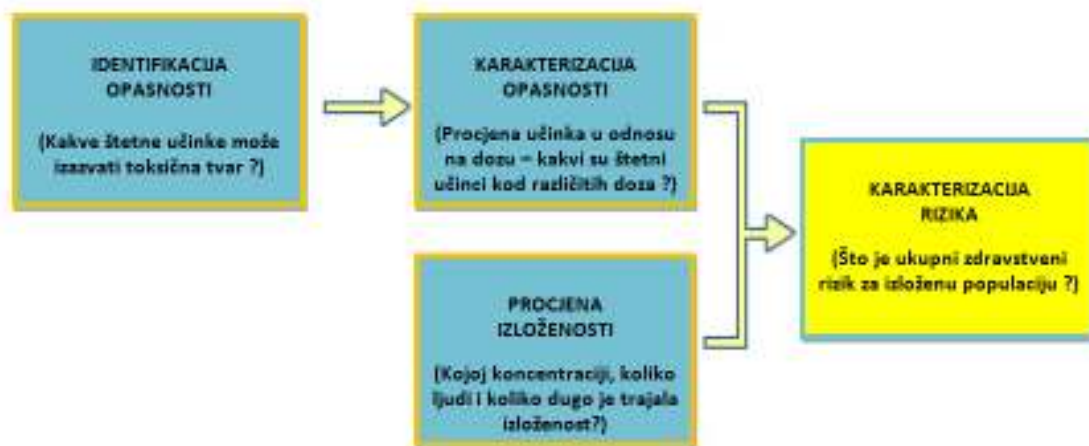 IDENTIFIKACIJA
OPASNOSTI
(Kakve štetne učinke može
izazvati toksična tvar ?)
KARAKTERIZACIJA
OPASNOSTI
(Procjena učinka u odnosu
na dozu – kakvi su štetni
učinci kod različitih doza ?)
PROCJENA
IZLOŽENOSTI
(Kojoj koncentraciji, koliko
ljudi i koliko dugo je trajala
izloženost?)
KARAKTERIZACIJA
RIZIKA
(Što je ukupni zdravstveni
rizik za izloženu populaciju ?)